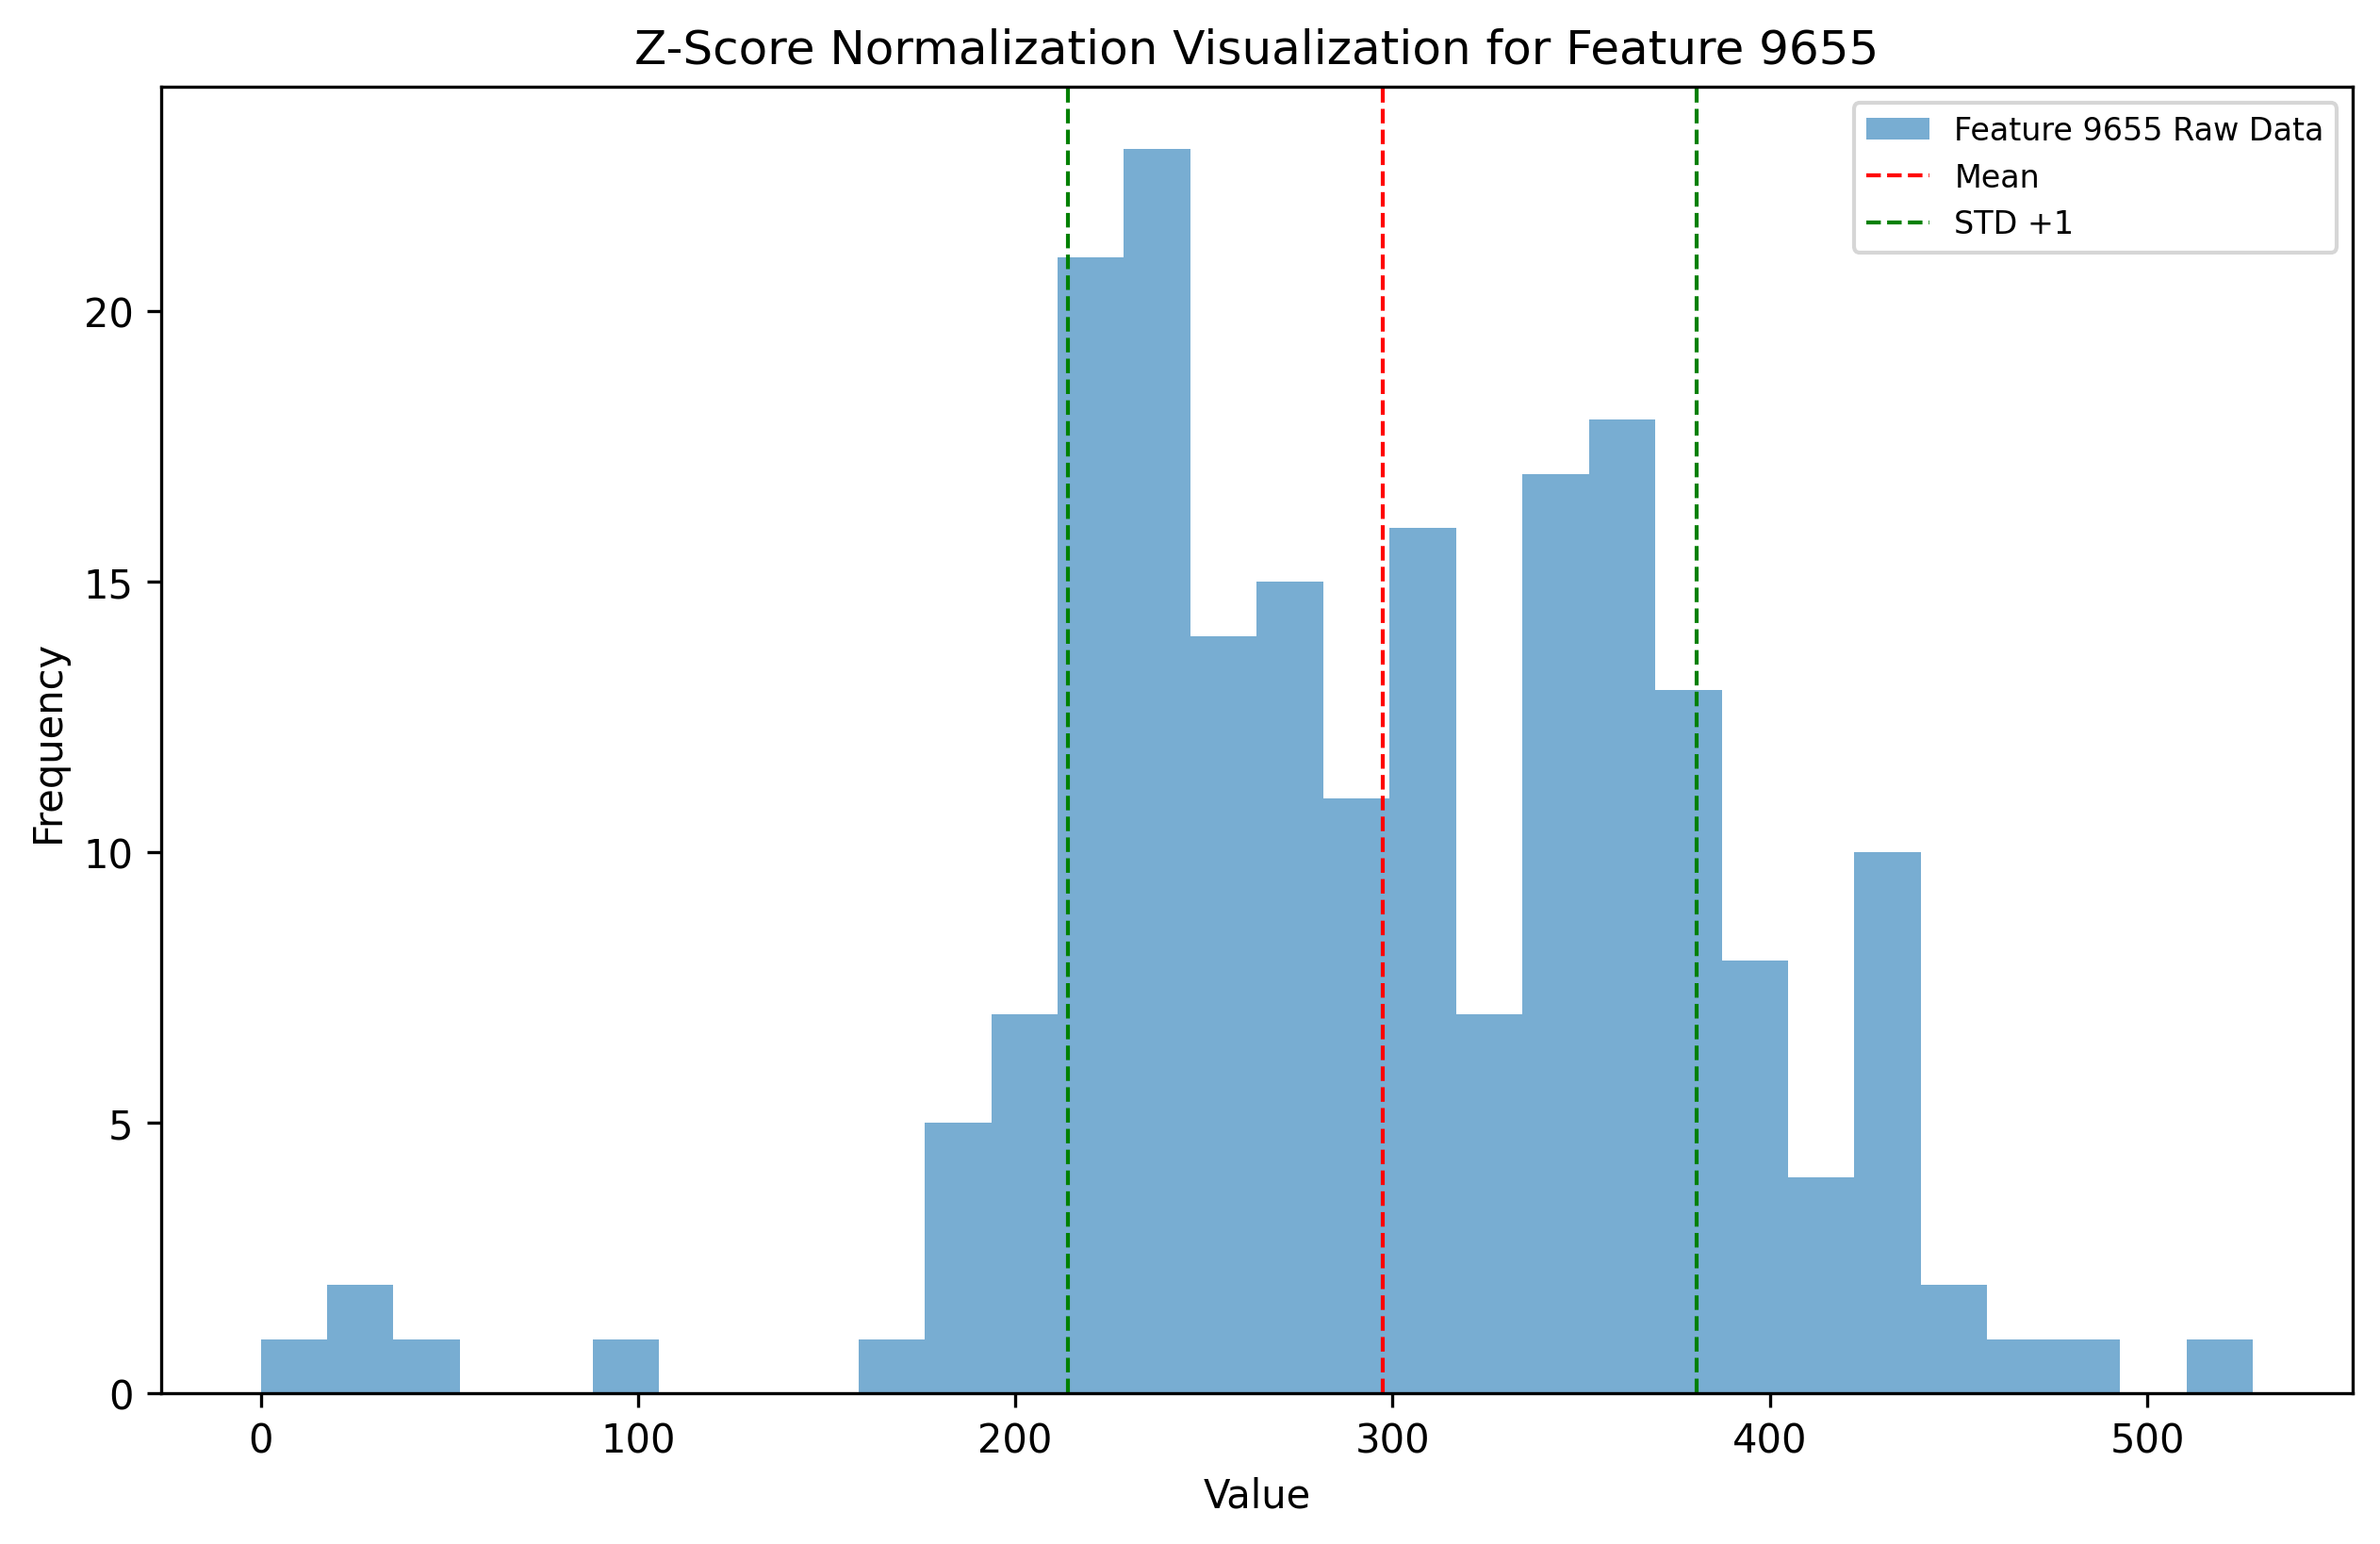 Z-Score Normalization Visualization for Feature 9655
Feature 9655 Raw Data
Mean
STD +1
Frequency
20
15
10
5
0
0 100 200 300 400 500
Value